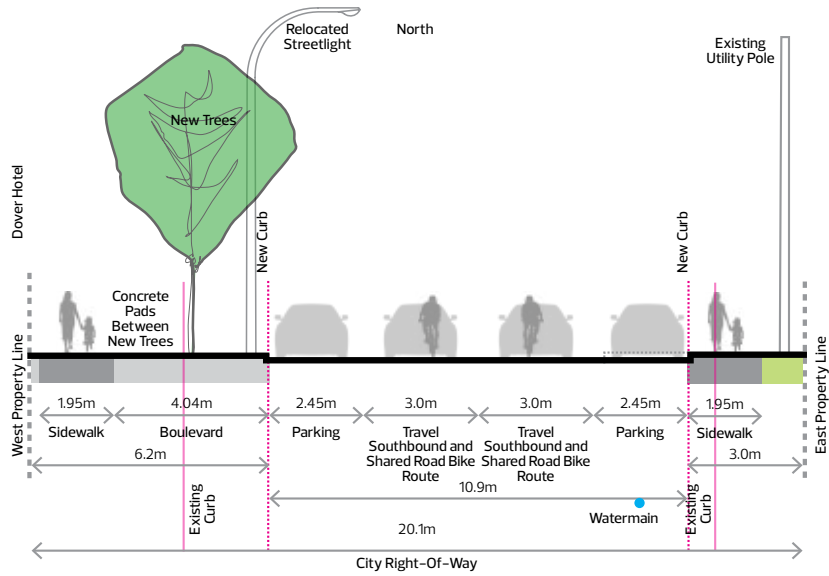 Relocated
Streetlight
North
Existing
Utility Pole
New Trees
Dover Hotel
New Curb
New Curb
Concrete
Pads
Between
New Trees
West Property Line
East Property Line
1.95m
4.04m
2.45m
3.0m
3.0m
2.45m
1.95m
Sidewalk
Boulevard
Parking
Travel
Southbound and
Shared Road Bike
Route
Travel
Southbound and
Shared Road Bike
Route
Parking
Sidewalk
6.2m
3.0m
10.9m
Existing
Curb
Watermain
Existing
Curb
20.1m
City Right-Of-Way